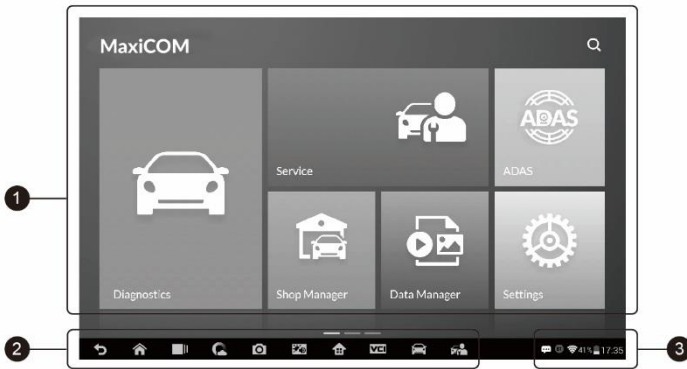 MaxiCOM
ADAS
Service
ADAS
Diagnostics
Shop Manager
Data Manager
Settings
VCI
41% 17:35
1
2
3